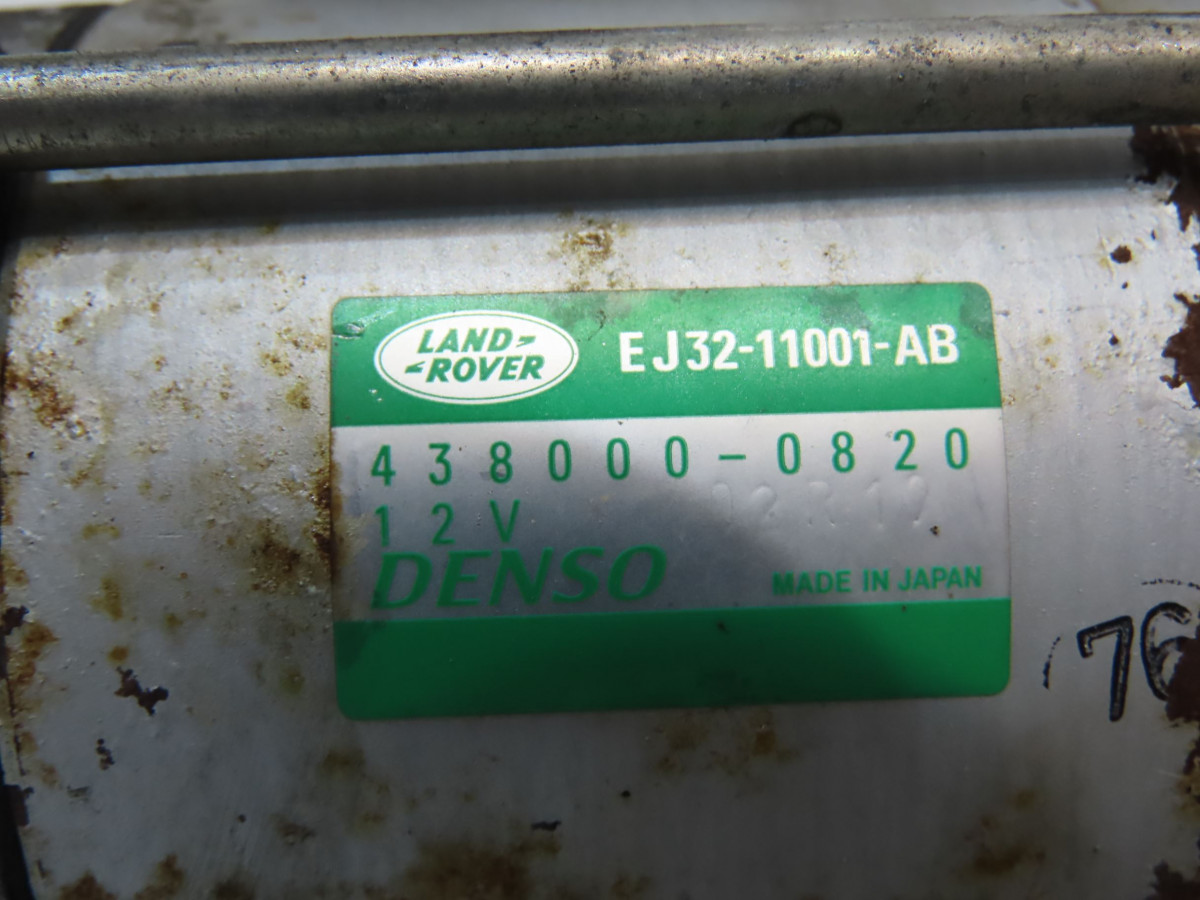 LAND-
-ROVER
EJ32-11001-AB
438000-0820
12V
DENSO
MADE IN JAPAN
76